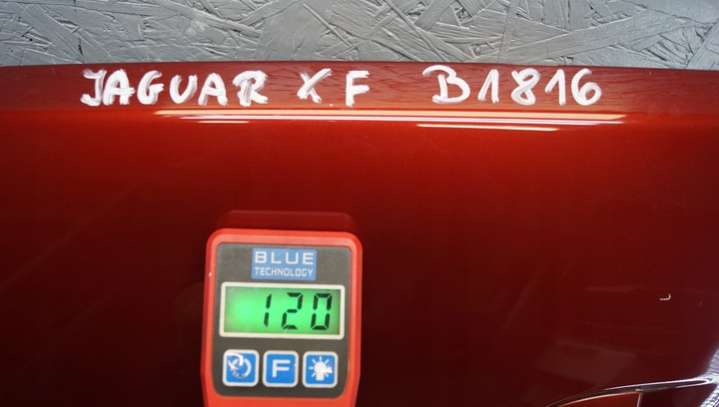 JAGUAR XF B1816
BLUE
TECHNOLOGY
120
F